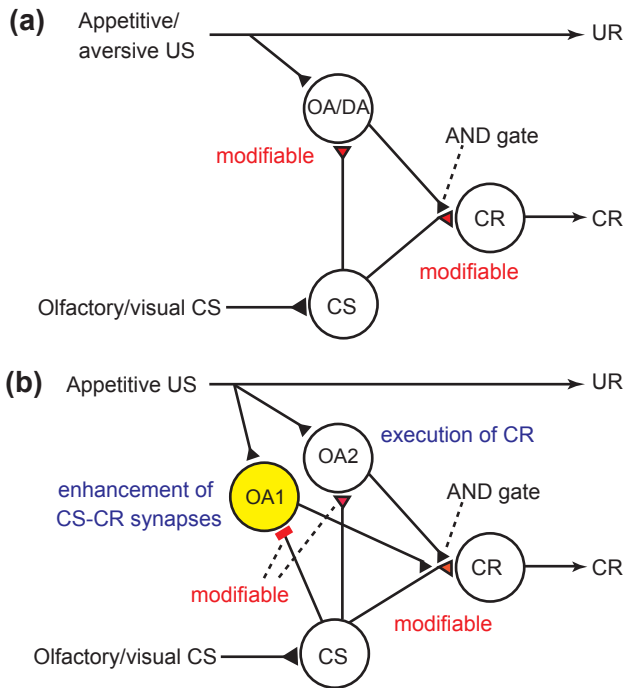 (a)
Appetitive/
aversive US
UR
OA/DA
modifiable
AND gate
CR
CR
modifiable
Olfactory/visual CS
CS
(b)
Appetitive US
UR
execution of CR
OA2
enhancement of
CS-CR synapses
OA1
AND gate
CR
CR
modifiable
modifiable
Olfactory/visual CS
CS